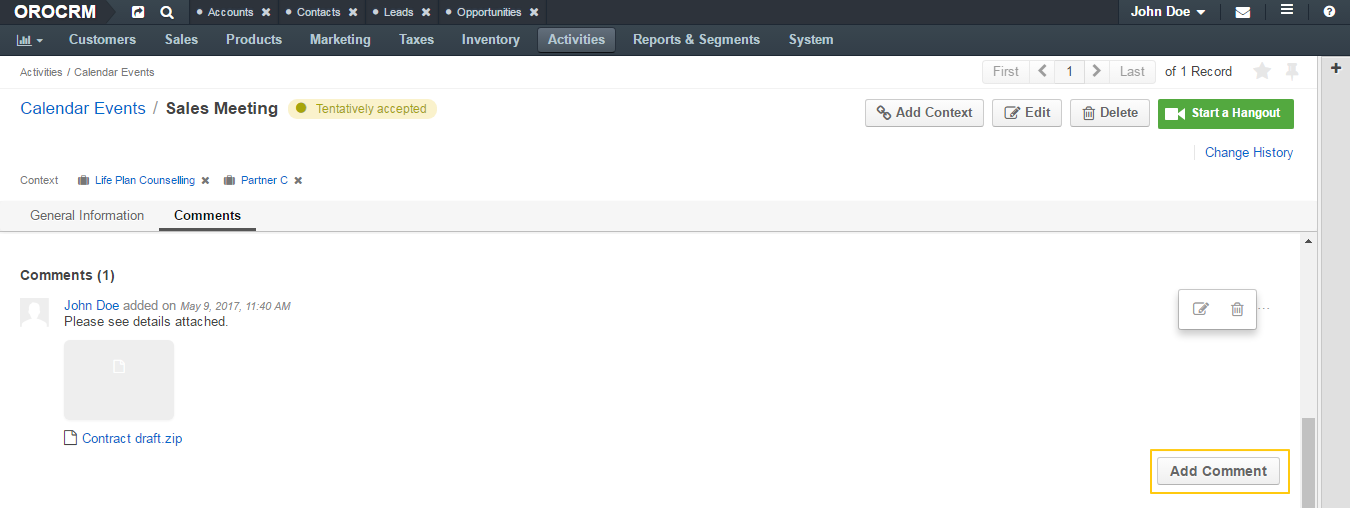 OROCRM Accounts Contacts Leads Opportunities John Doe
Customers Sales Products Marketing Taxes Inventory Activities Reports & Segments System
Activities / Calendar Events First 1 Last of 1 Record
Calendar Events / Sales Meeting Tentatively accepted Add Context Edit Delete Start a Hangout
Change History
Context Life Plan Counselling Partner C
General Information Comments
Comments (1)
John Doe added on May 9, 2017, 11:40 AM
Please see details attached.
Contract draft.zip
Add Comment